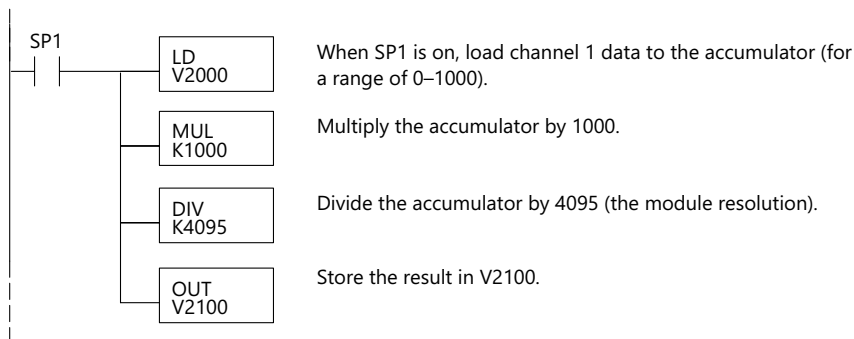 SP1
LD
V2000
When SP1 is on, load channel 1 data to the accumulator (for
a range of 0–1000).
MUL
K1000
Multiply the accumulator by 1000.
DIV
K4095
Divide the accumulator by 4095 (the module resolution).
OUT
V2100
Store the result in V2100.